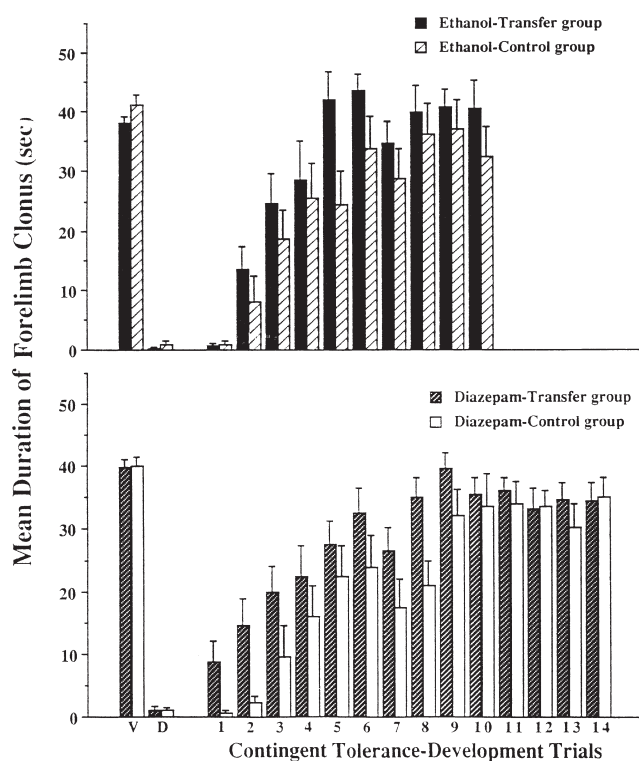 Ethanol-Transfer group
Ethanol-Control group
50
40
30
20
10
0
Mean Duration of Forelimb Clonus (sec)
Diazepam-Transfer group
Diazepam-Control group
50
40
30
20
10
0
V D 1 2 3 4 5 6 7 8 9 10 11 12 13 14
Contingent Tolerance-Development Trials